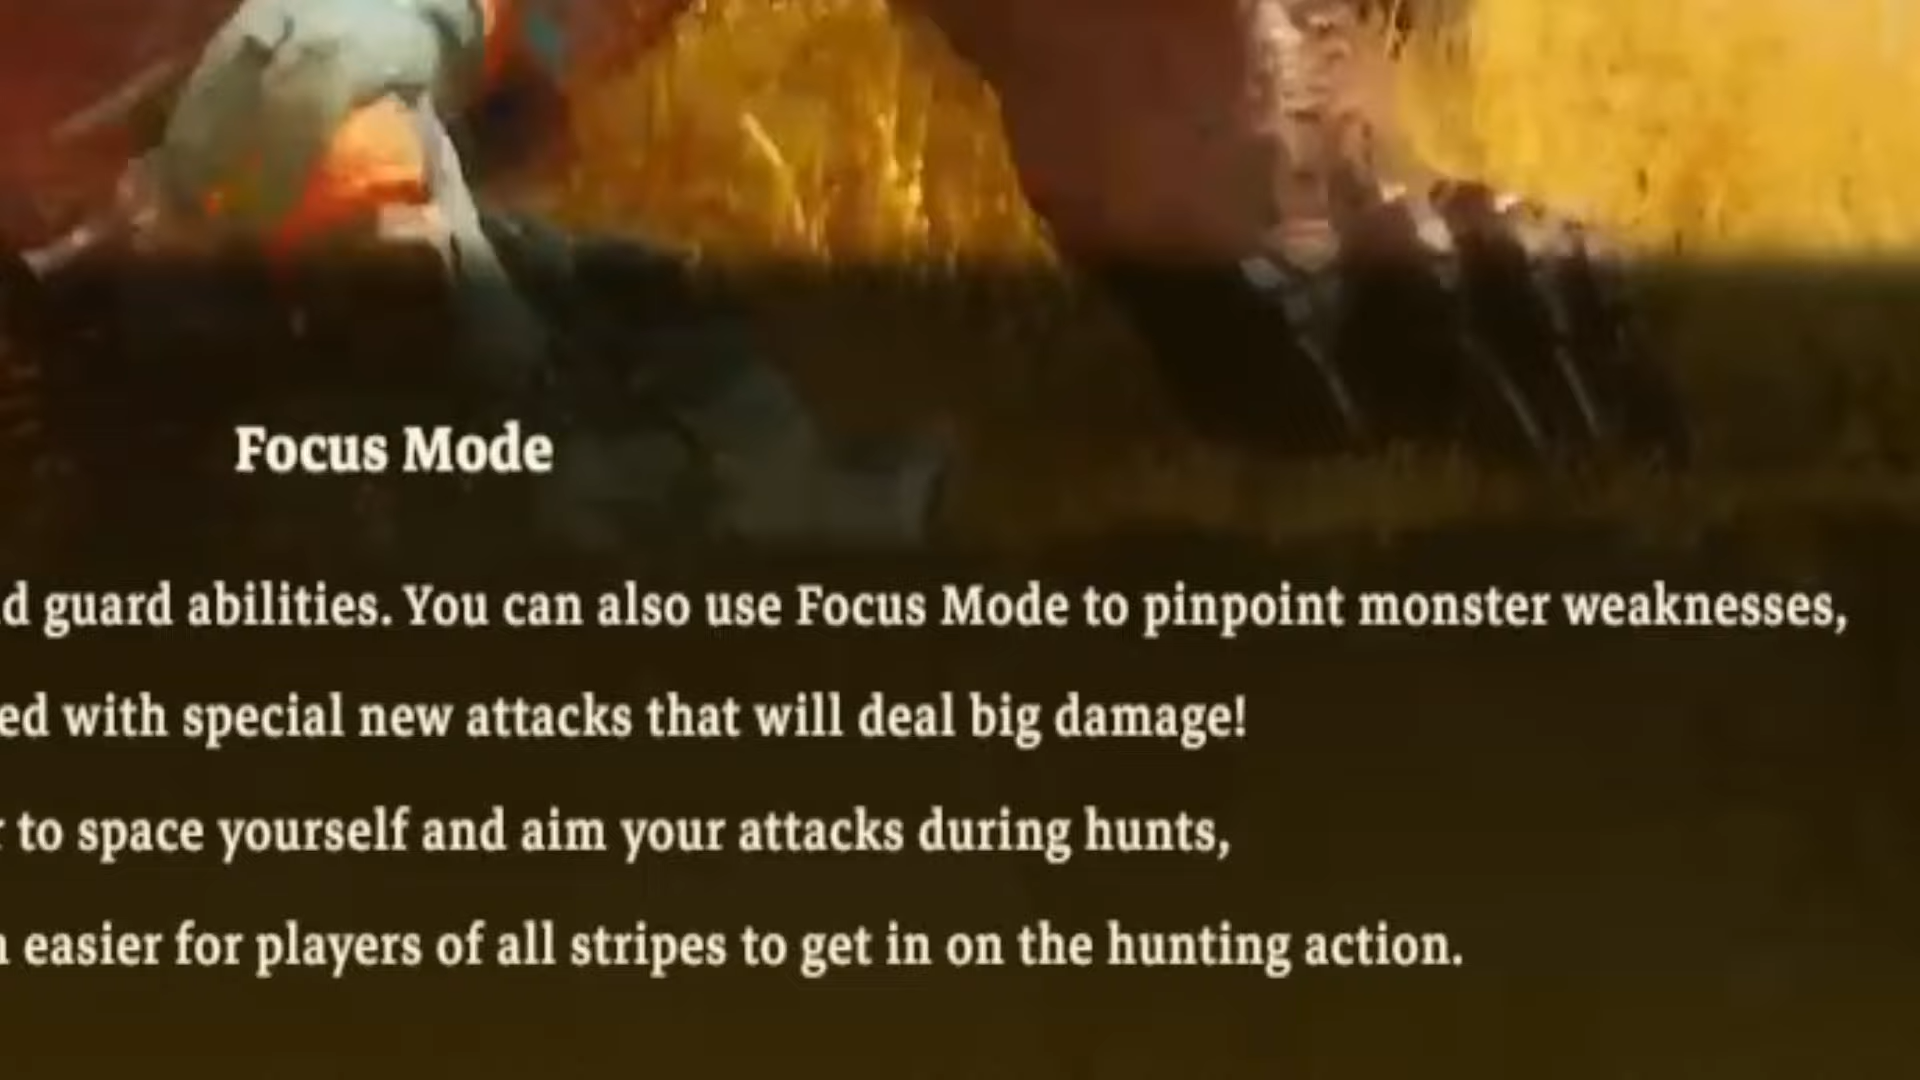 Focus Mode
d guard abilities. You can also use Focus Mode to pinpoint monster weaknesses,
ed with special new attacks that will deal big damage!
to space yourself and aim your attacks during hunts,
easier for players of all stripes to get in on the hunting action.